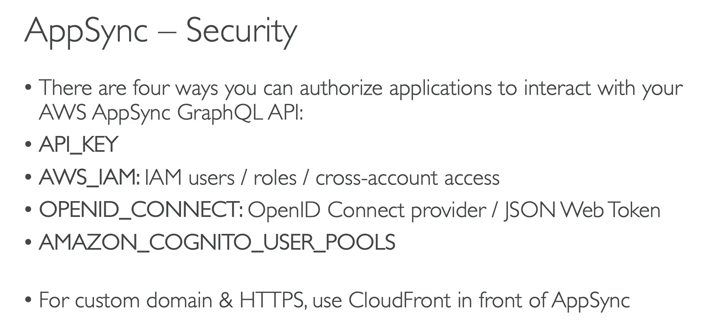 AppSync – Security
• There are four ways you can authorize applications to interact with your
AWS AppSync GraphQL API:
• API_KEY
• AWS_IAM: IAM users / roles / cross-account access
• OPENID_CONNECT: OpenID Connect provider / JSON Web Token
• AMAZON_COGNITO_USER_POOLS
• For custom domain & HTTPS, use CloudFront in front of AppSync